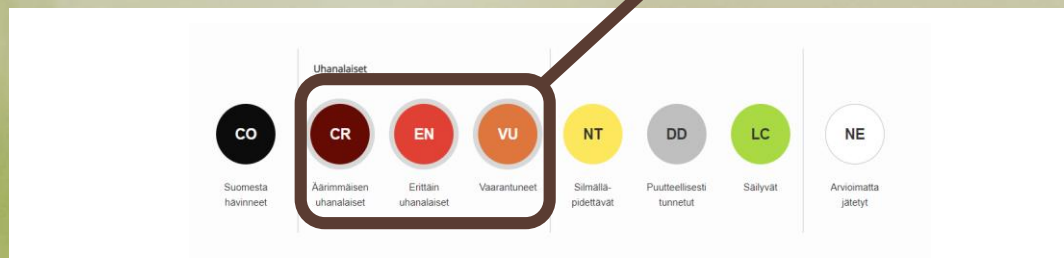 Uhanalaiset
CO CR EN VU NT DD LC NE
Suomesta Äärimmäisen Erittäin Vaarantuneet Silmällä- Puutteellisesti Säilyvät Arvioimatta
hävinneet uhanalaiset uhanalaiset pidettävät tunnetut jätetyt